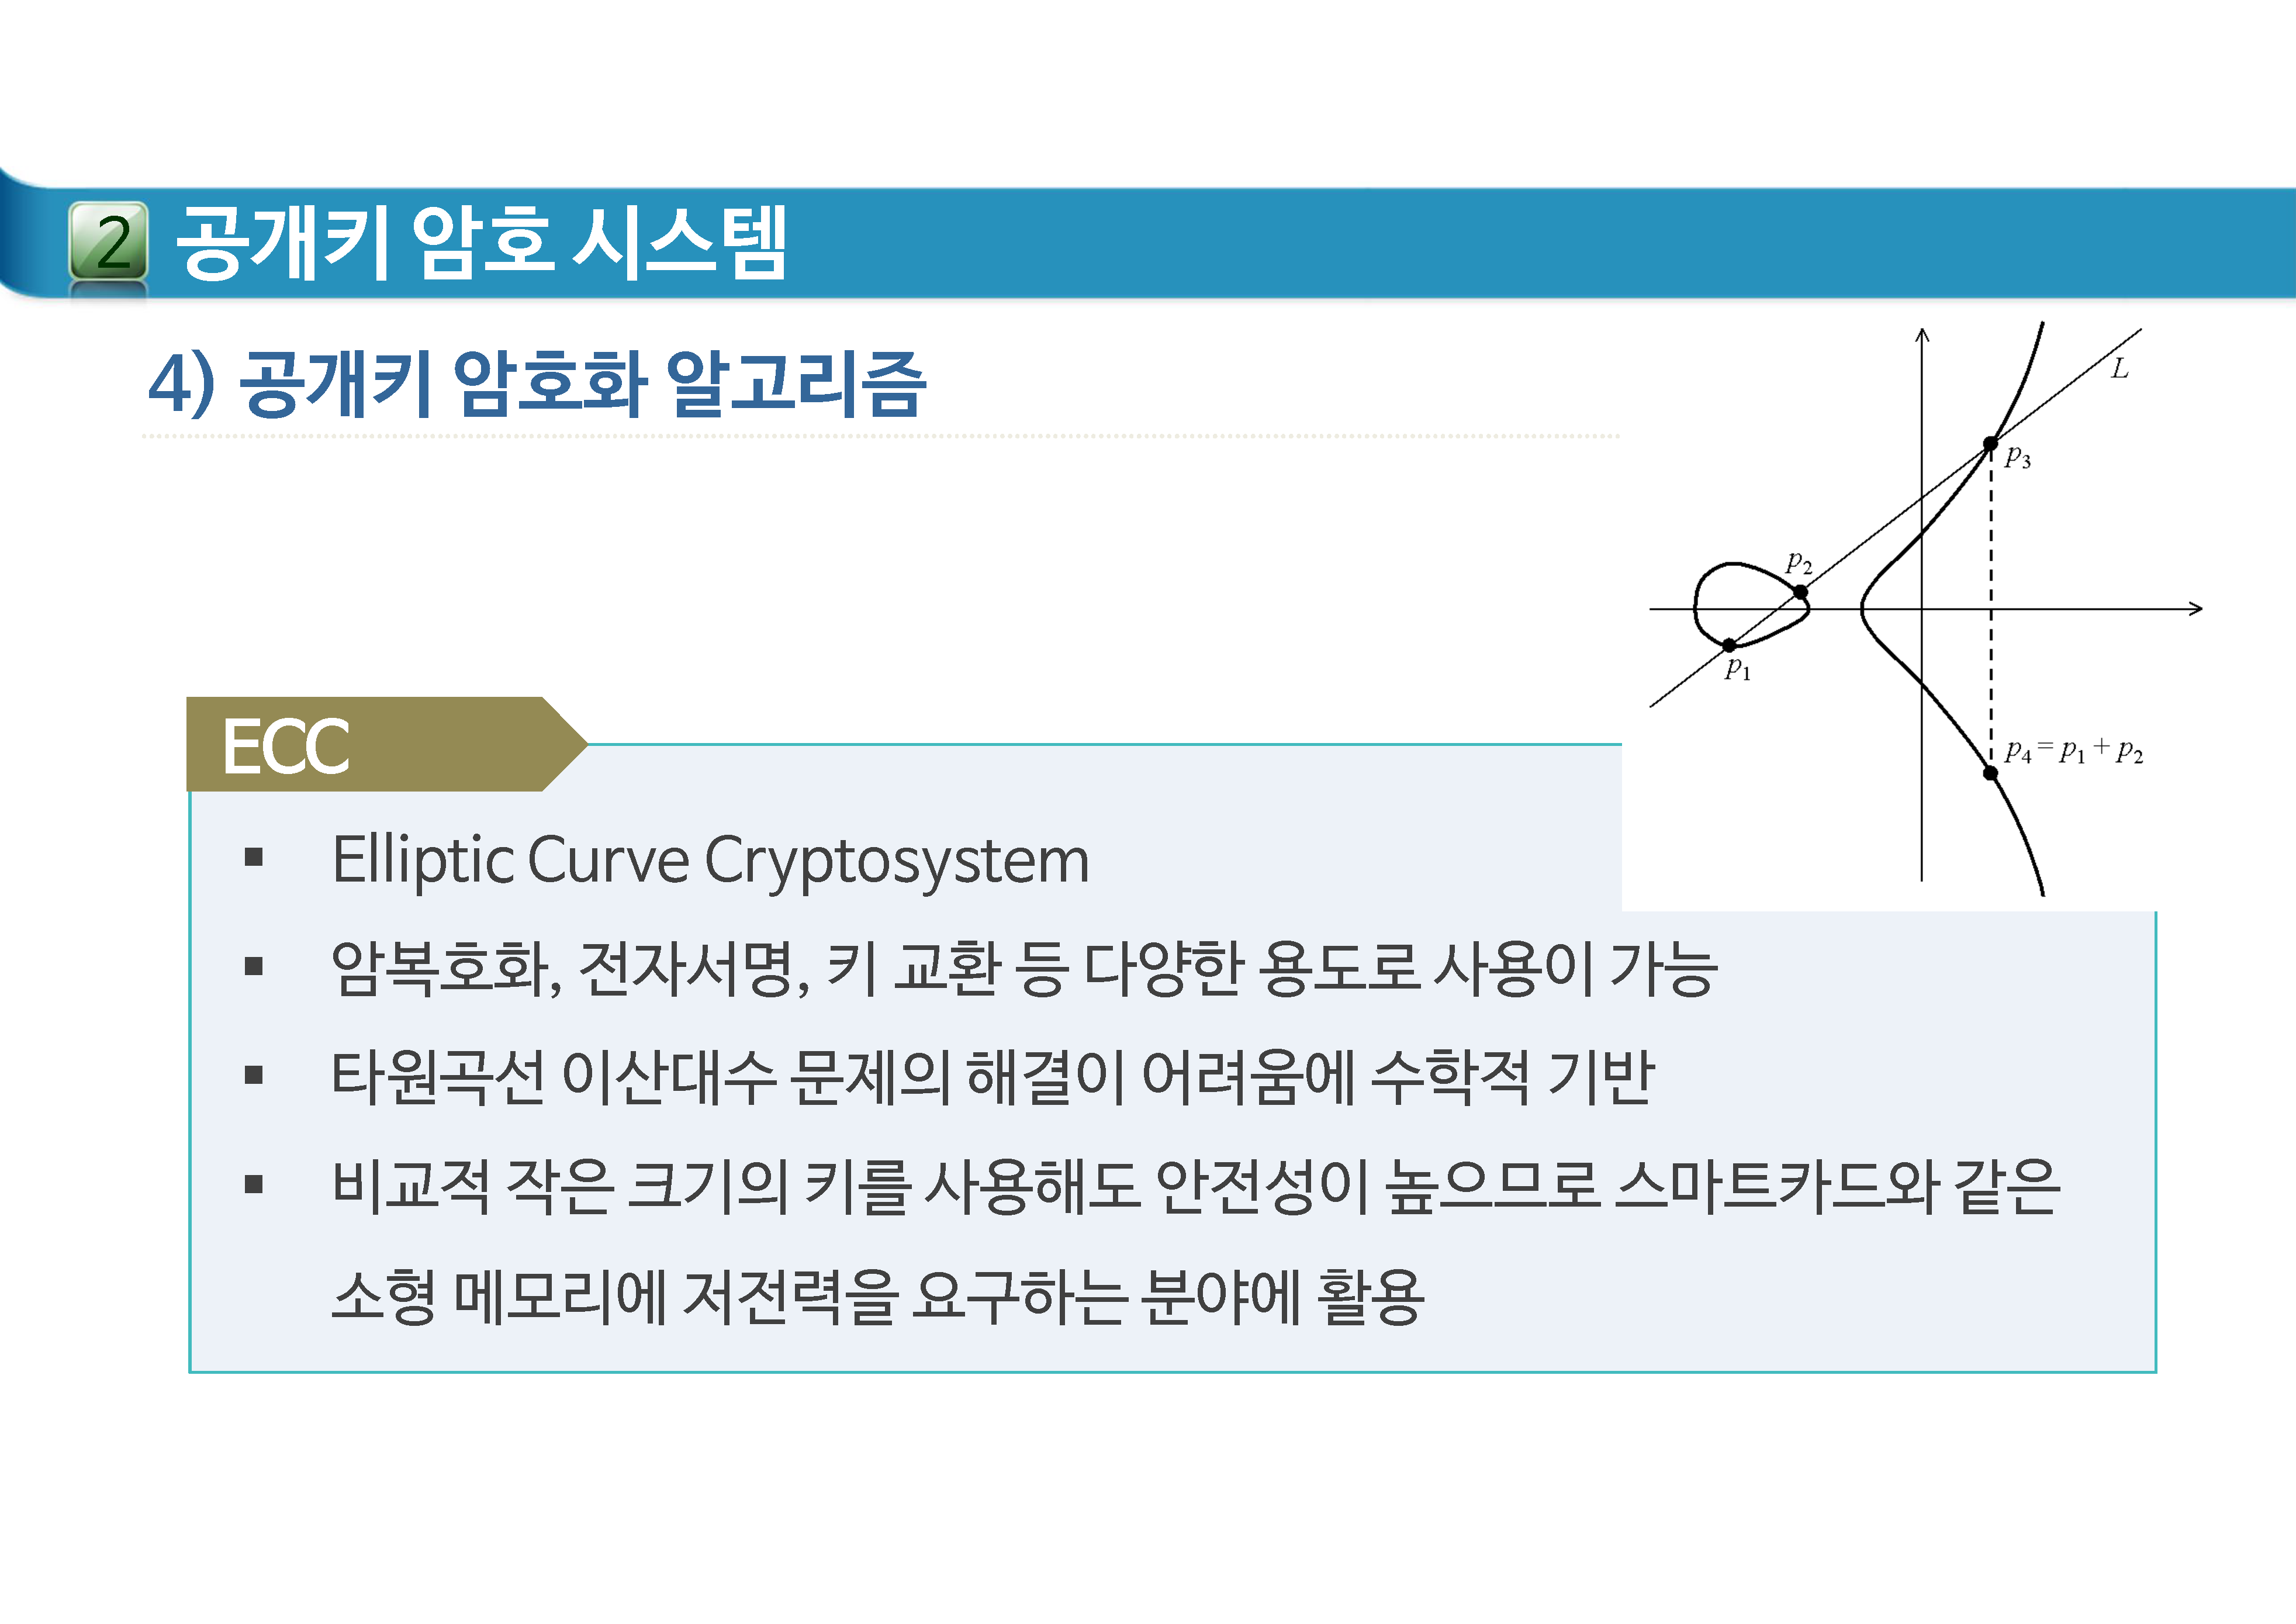 2 공개키 암호 시스템
4) 공개키 암호화 알고리즘
L
p3
p2
p1
p4 = p1 + p2
ECC
▪ Elliptic Curve Cryptosystem
▪ 암복호화, 전자서명, 키 교환 등 다양한 용도로 사용이 가능
▪ 타원곡선 이산대수 문제의 해결이 어려움에 수학적 기반
▪ 비교적 작은 크기의 키를 사용해도 안전성이 높으므로 스마트카드와 같은
소형 메모리에 저전력을 요구하는 분야에 활용